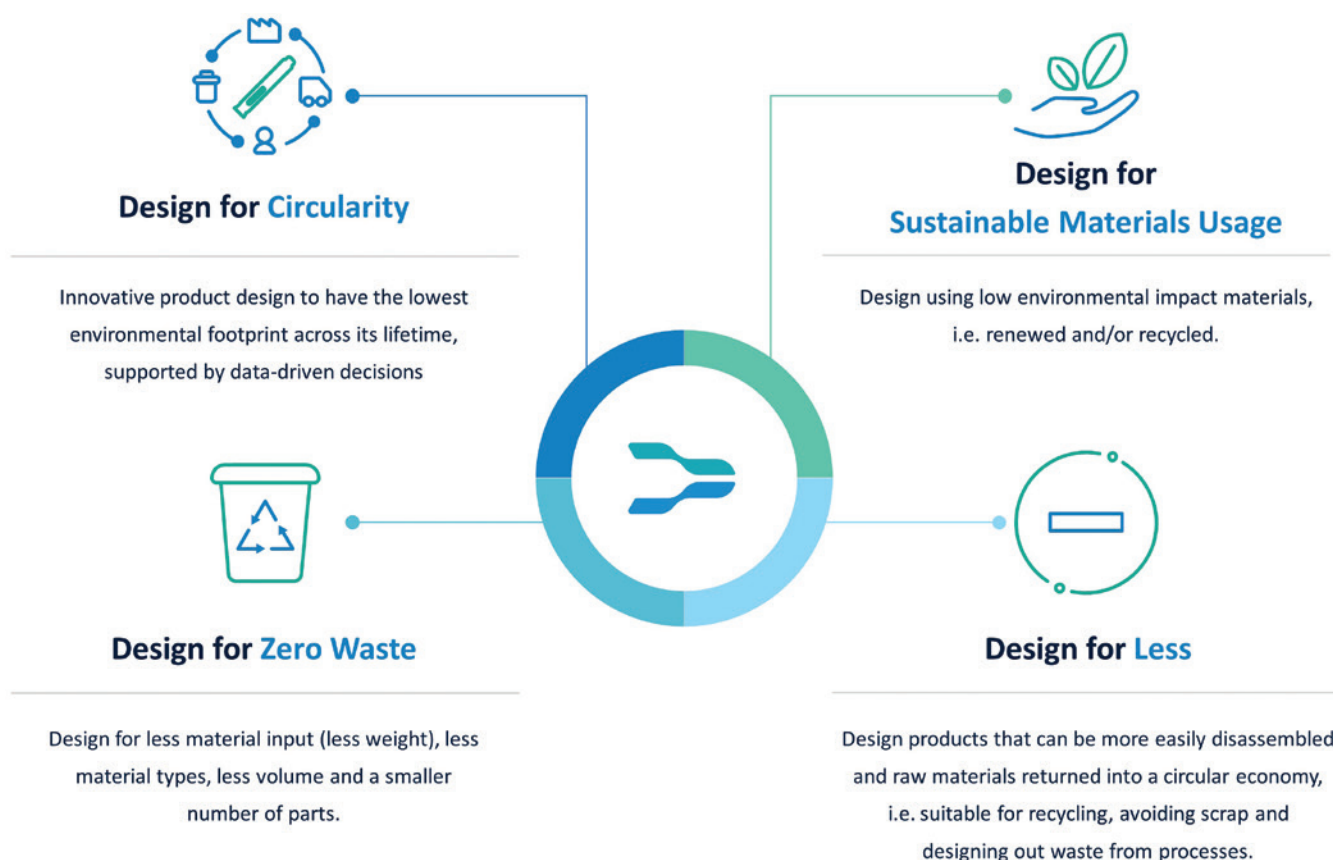 Design for Circularity
Innovative product design to have the lowest
environmental footprint across its lifetime,
supported by data-driven decisions
Design for
Sustainable Materials Usage
Design using low environmental impact materials,
i.e. renewed and/or recycled.
Design for Zero Waste
Design for less material input (less weight), less
material types, less volume and a smaller
number of parts.
Design for Less
Design products that can be more easily disassembled
and raw materials returned into a circular economy,
i.e. suitable for recycling, avoiding scrap and
designing out waste from processes.